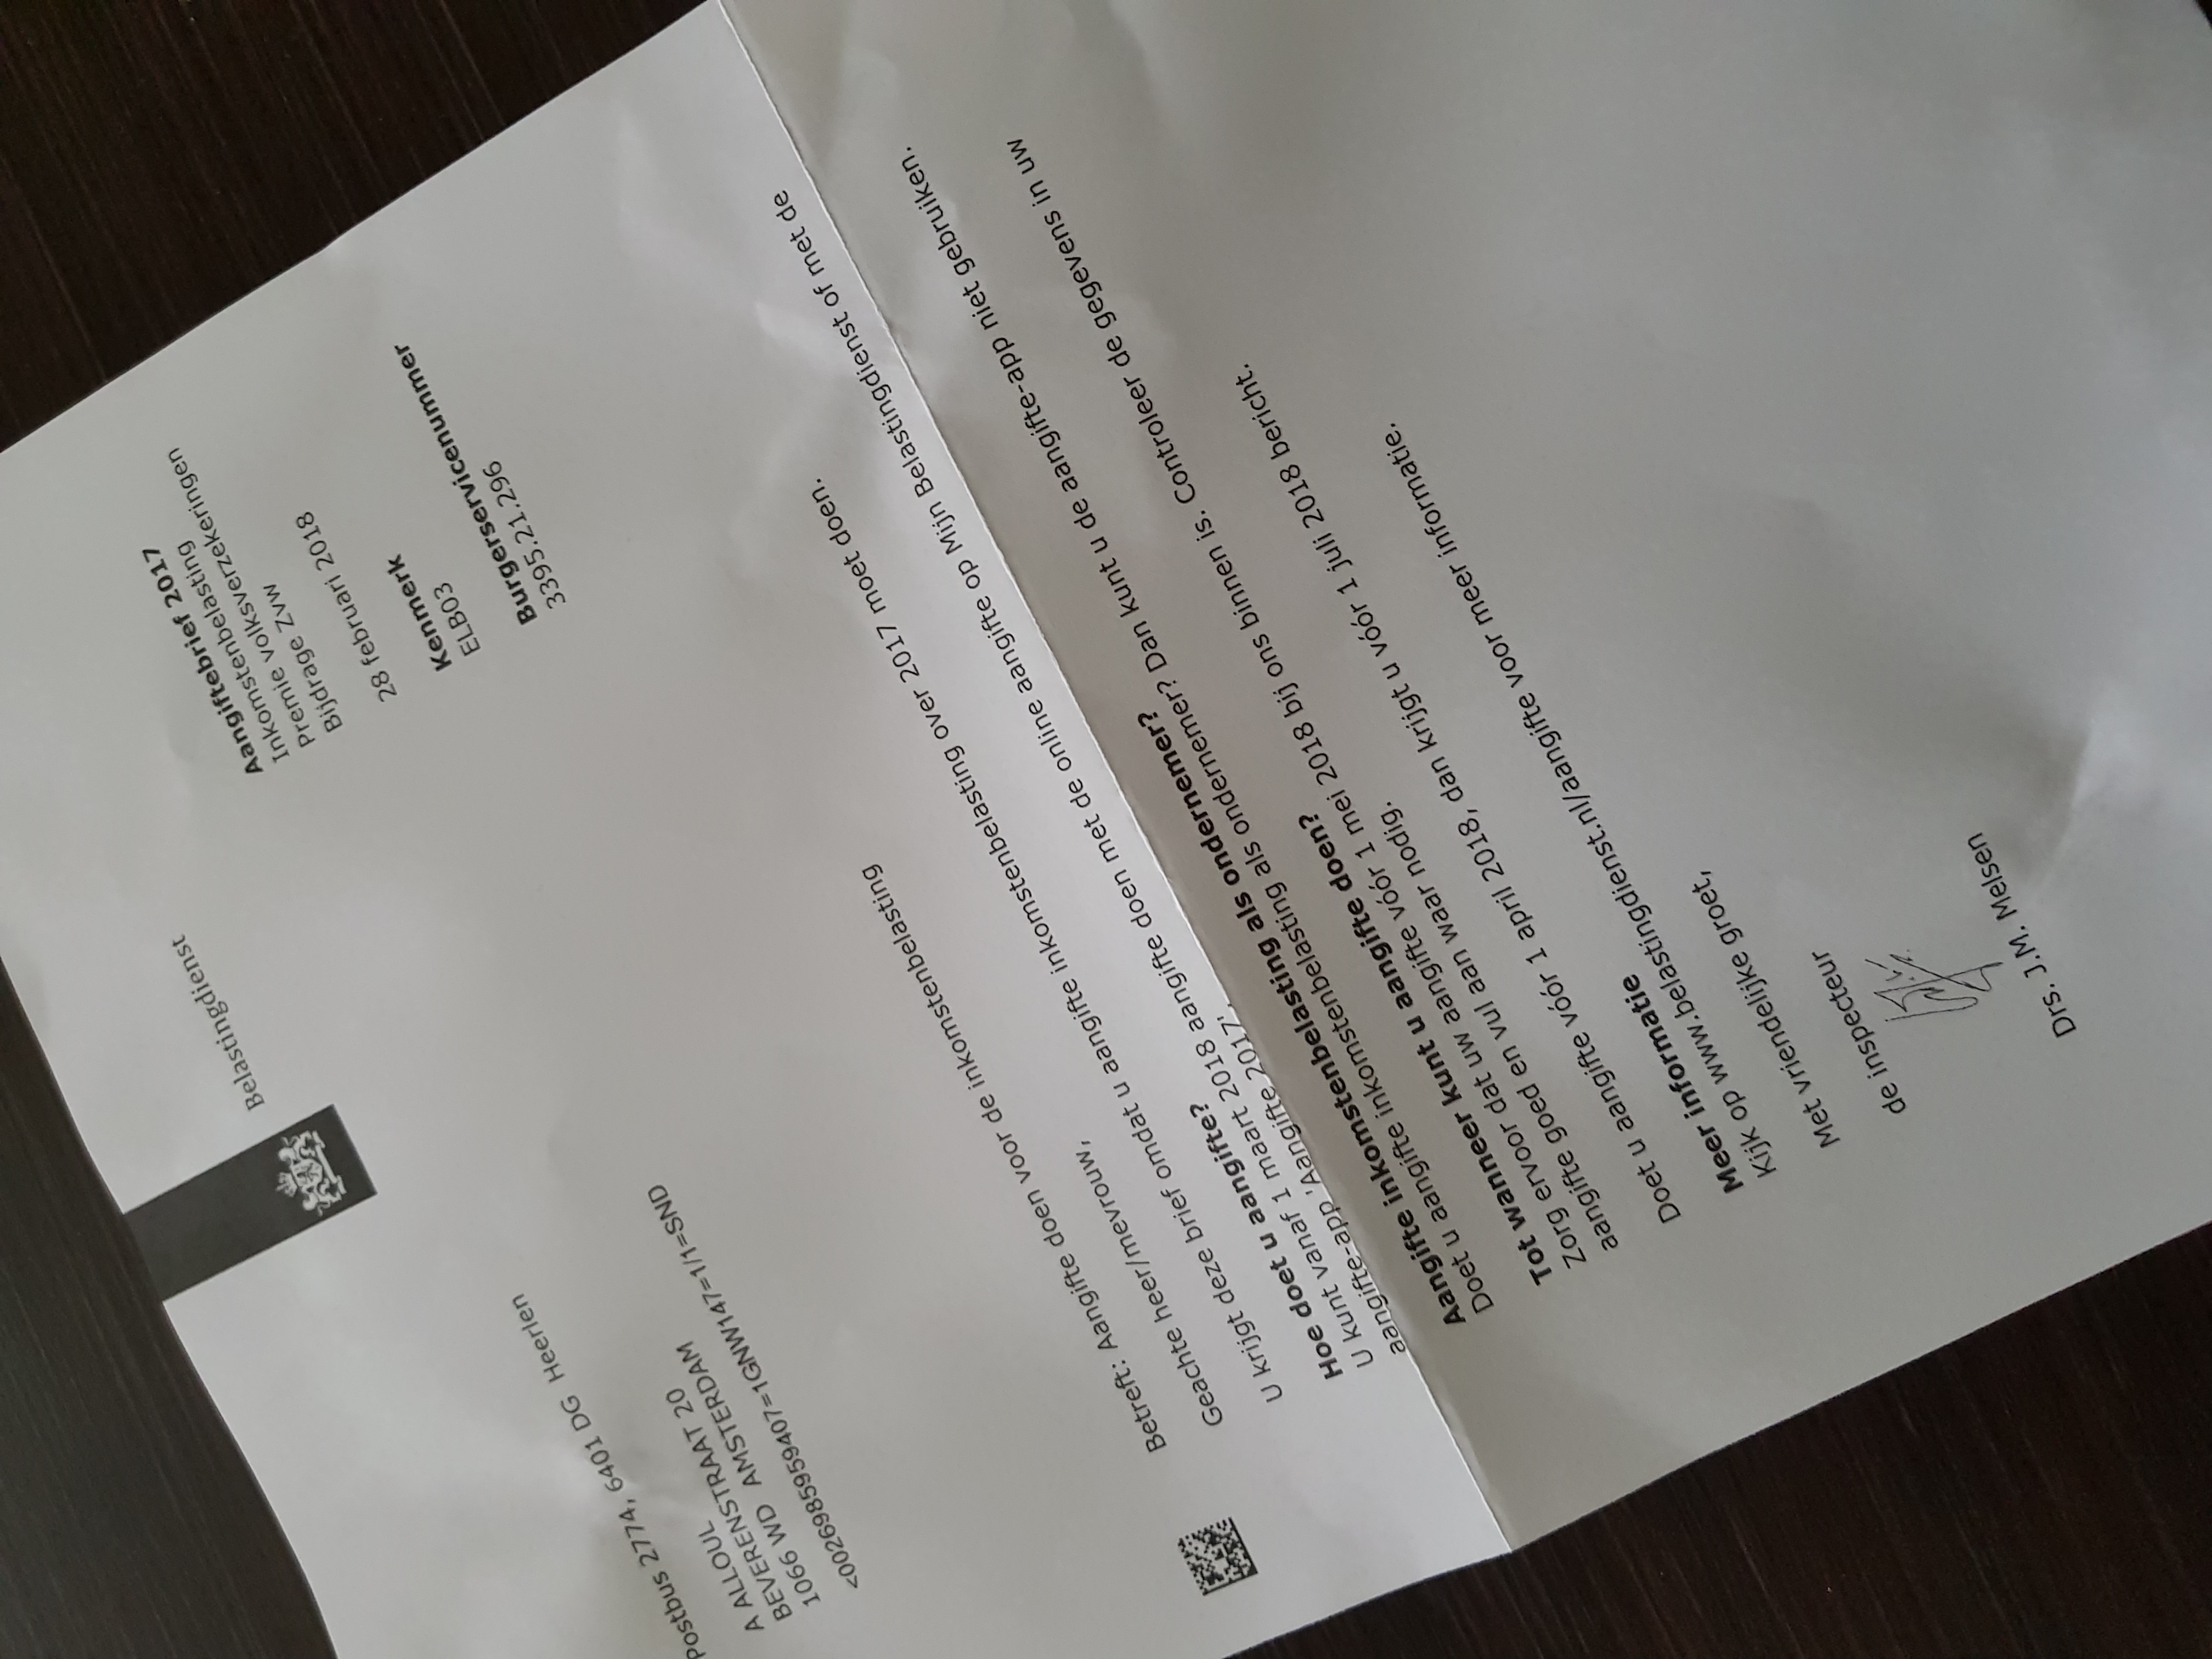 Belastingdienst
Aangiftebrief 2017
Inkomstenbelasting
Premie volksverzekeringen
Bijdrage Zvw
28 februari 2018
Kenmerk
ELB03
Burgerservicenummer
3395.21.296
Postbus 2774, 6401 DG Heerlen
A ALLOUL
BEVERENSTRAAT 20
1066 WD AMSTERDAM
<0026985959407=1GNW147=1/1=SND
Betreft: Aangifte doen voor de inkomstenbelasting
Geachte heer/mevrouw,
U krijgt deze brief omdat u aangifte inkomstenbelasting over 2017 moet doen.
Hoe doet u aangifte?
U kunt vanaf 1 maart 2018 aangifte doen met de online aangifte op Mijn Belastingdienst of met de
aangifte-app 'Aangifte 2017'.
Aangifte inkomstenbelasting als ondernemer?
Doet u aangifte inkomstenbelasting als ondernemer? Dan kunt u de aangifte-app niet gebruiken.
Tot wanneer kunt u aangifte doen?
Zorg ervoor dat uw aangifte vóór 1 mei 2018 bij ons binnen is. Controleer de gegevens in uw
aangifte goed en vul aan waar nodig.
Doet u aangifte vóór 1 april 2018, dan krijgt u vóór 1 juli 2018 bericht.
Meer informatie
Kijk op www.belastingdienst.nl/aangifte voor meer informatie.
Met vriendelijke groet,
de inspecteur
Drs. J.M. Melsen